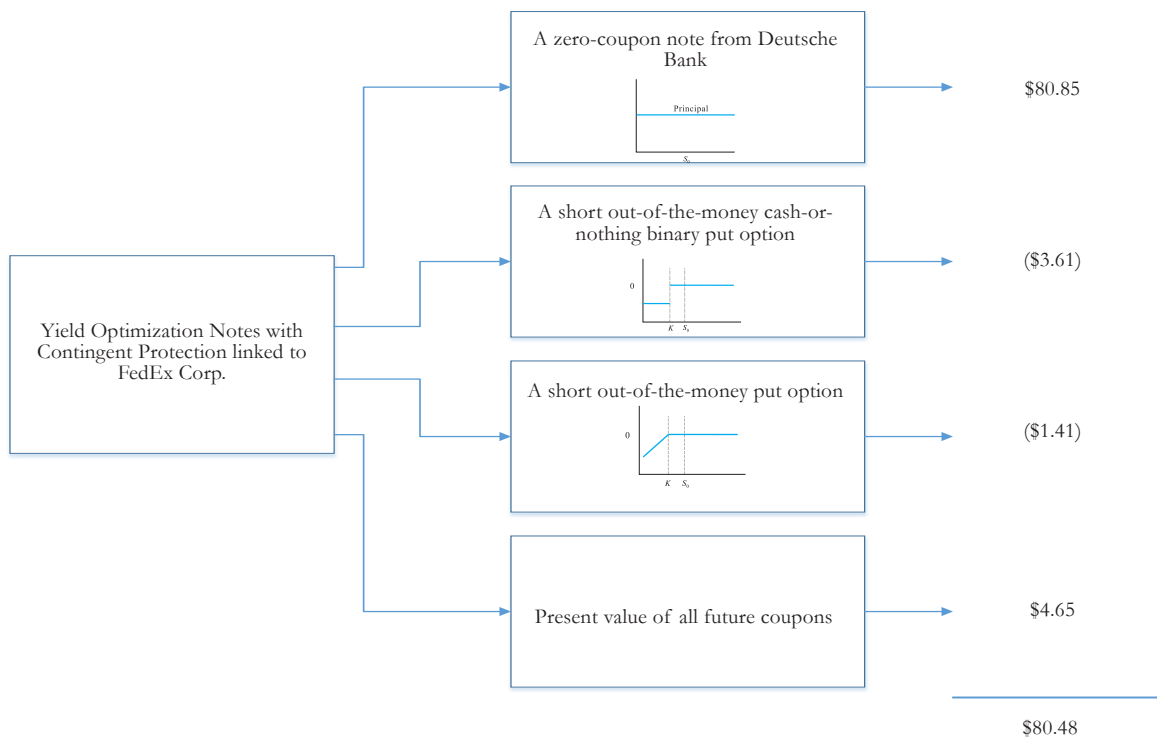 A zero-coupon note from Deutsche
Bank
Principal
S₀
$80.85
A short out-of-the-money cash-or-
nothing binary put option
0
K S₀
($3.61)
Yield Optimization Notes with
Contingent Protection linked to
FedEx Corp.
A short out-of-the-money put option
0
K S₀
($1.41)
Present value of all future coupons
$4.65
$80.48